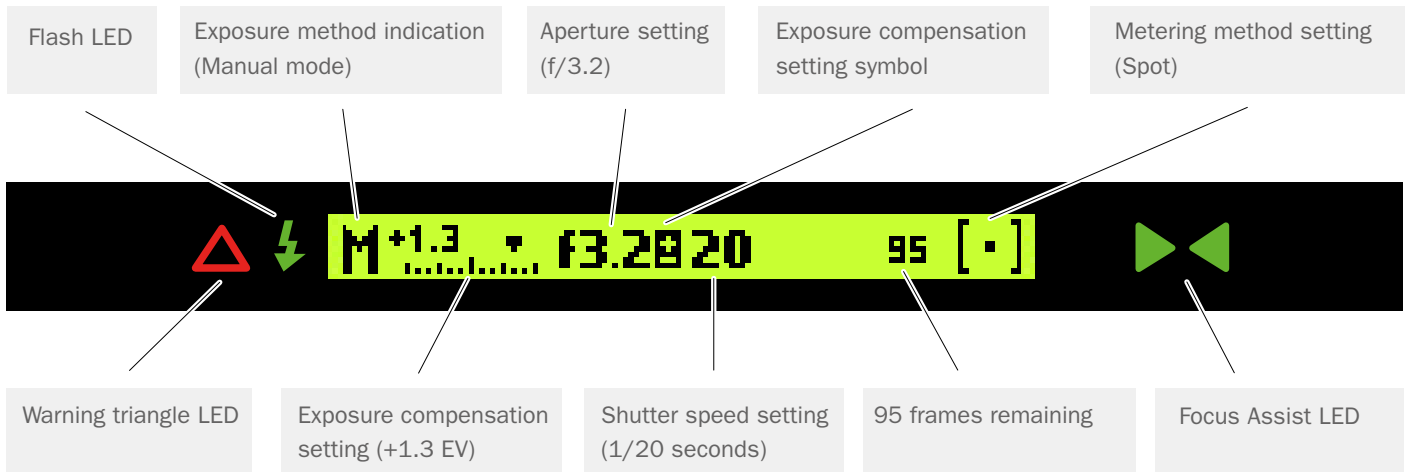 Flash LED
Exposure method indication
(Manual mode)
Aperture setting
(f/3.2)
Exposure compensation
setting symbol
Metering method setting
(Spot)
M +1.3 f3.2 20 95 [ ]
Warning triangle LED
Exposure compensation
setting (+1.3 EV)
Shutter speed setting
(1/20 seconds)
95 frames remaining
Focus Assist LED